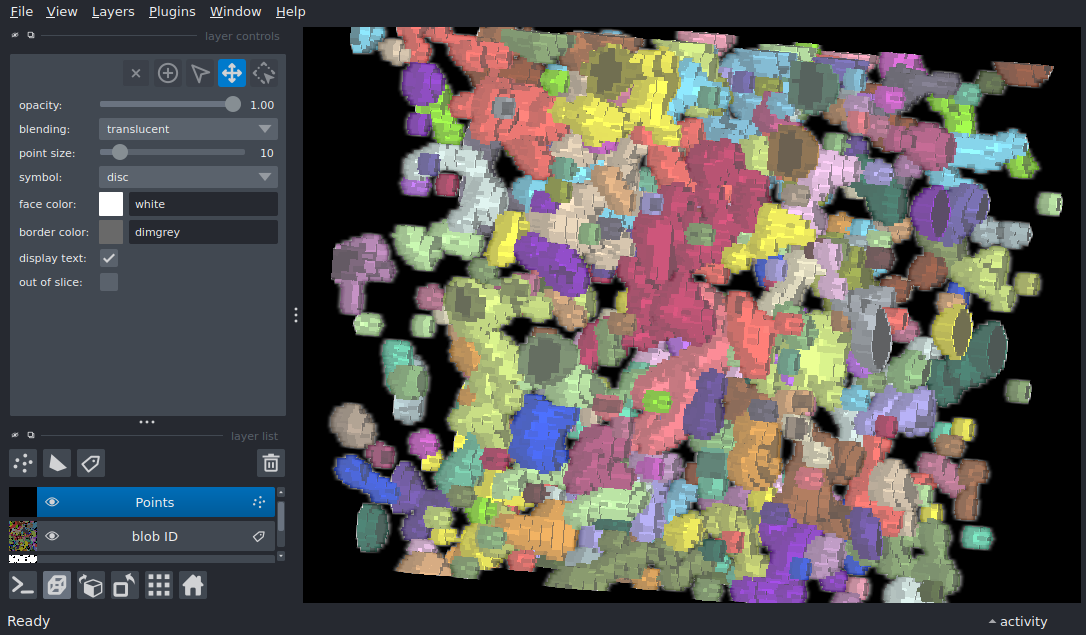 File View Layers Plugins Window Help
layer controls
opacity: 1.00
blending: translucent
point size: 10
symbol: disc
face color: white
border color: dimgrey
display text:
out of slice:
layer list
Points
blob ID
Ready
activity